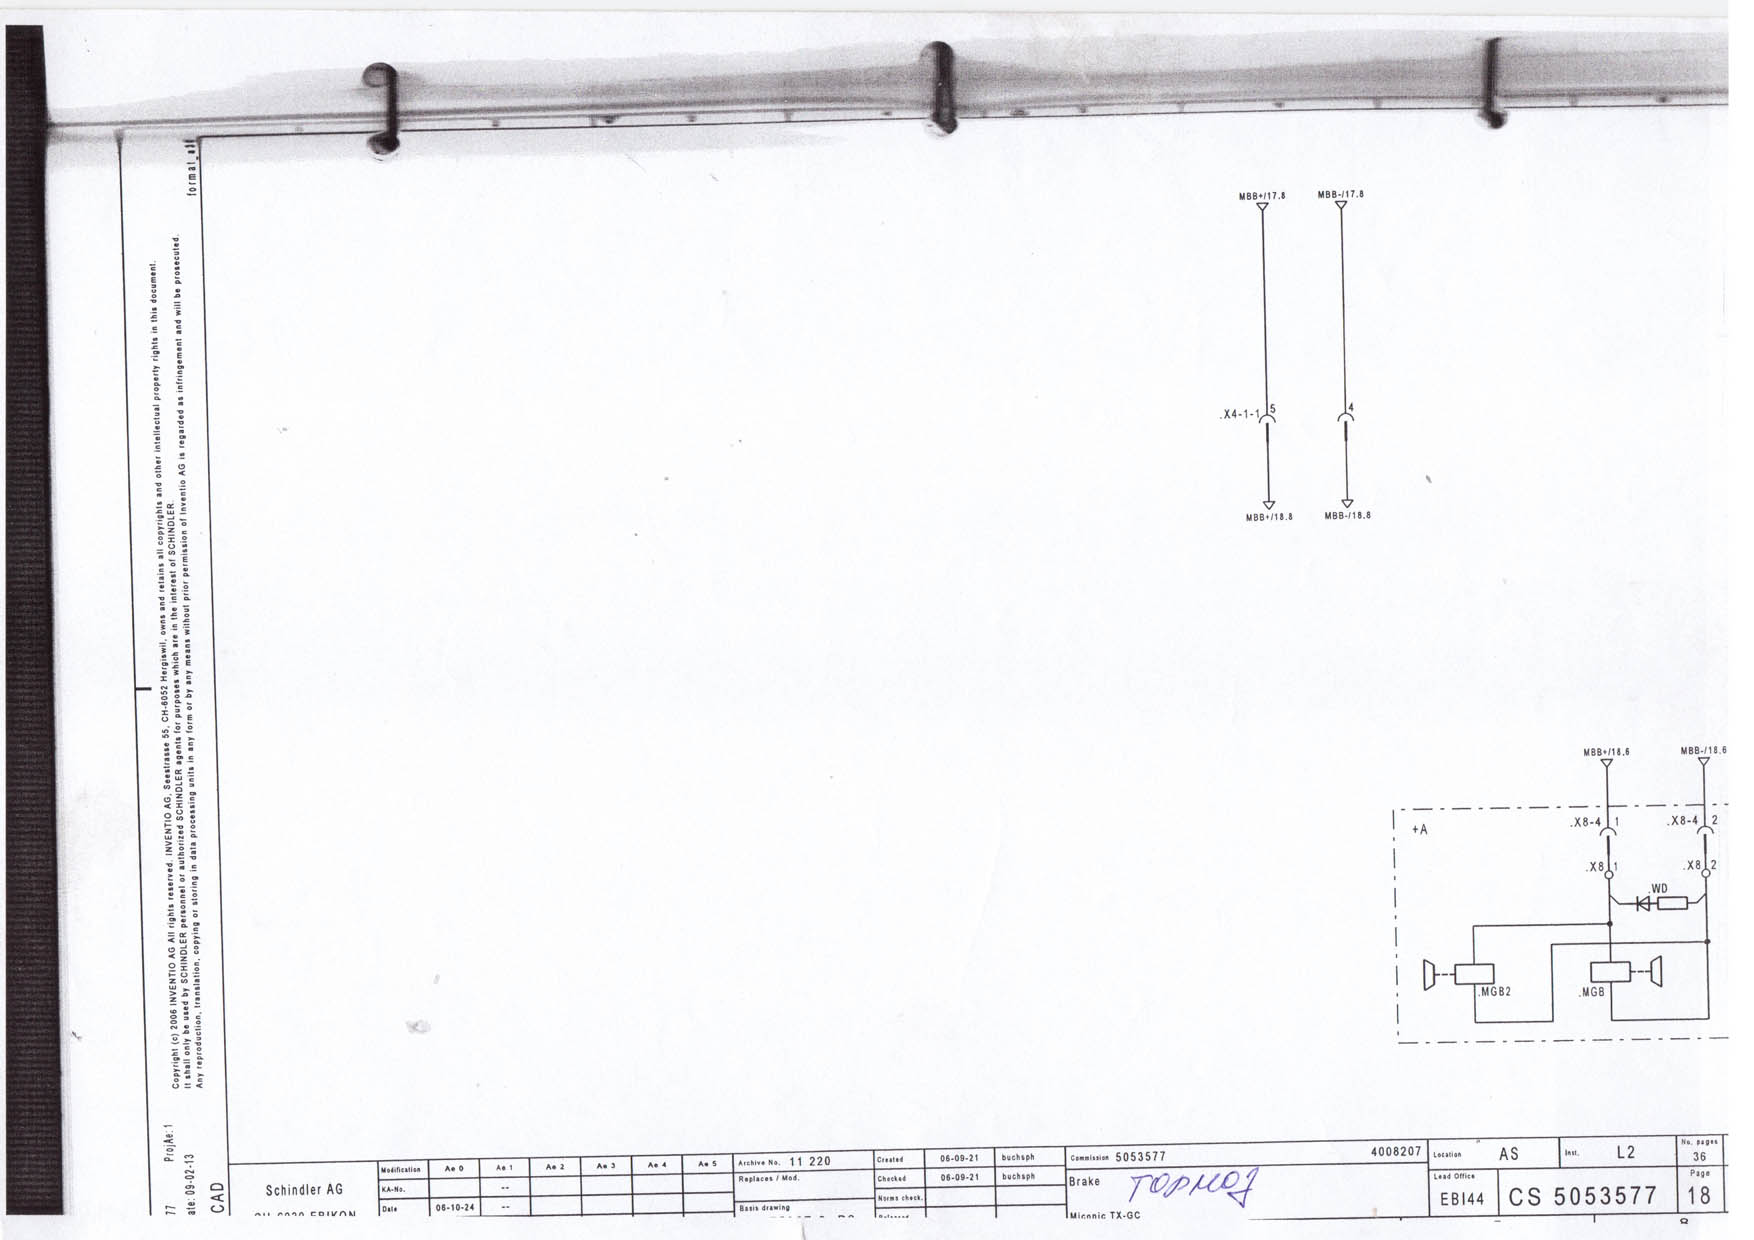 format_a3l
MBB+/17.8 MBB-/17.8
.X4-1-1 5 4
MBB+/18.8 MBB-/18.8
MBB+/18.6 MBB-/18.6
+A
.X8-4 1 .X8-4 2
.X8 1 .X8 2
.WD
.MGB2 .MGB
Copyright (c) 2006 INVENTIO AG All rights reserved. INVENTIO AG, Seestrasse 55, CH-6052 Hergiswil, owns and retains all copyrights and other intellectual property rights in this document.
It shall only be used by SCHINDLER personnel or authorized SCHINDLER agents for purposes which are in the interest of SCHINDLER.
Any reproduction, translation, copying or storing in data processing units in any form or by any means without prior permission of Inventio AG is regarded as infringement and will be prosecuted.
77 ProjAe: 1
ate: 09-02-13
CAD
Schindler AG
Modification Ae 0 Ae 1 Ae 2 Ae 3 Ae 4 Ae 5
KA-No. --
Date 06-10-24 --
Archive No. 11 220
Replaces / Mod.
Basis drawing
Created 06-09-21 buchsph
Checked 06-09-21 buchsph
Norms check.
Commission 5053577 4008207
Brake ТОРМОЗ
Miconic TX-GC
Location AS Inst. L2
Lead Office
EBI44 CS 5053577
No. pages
36
Page
18